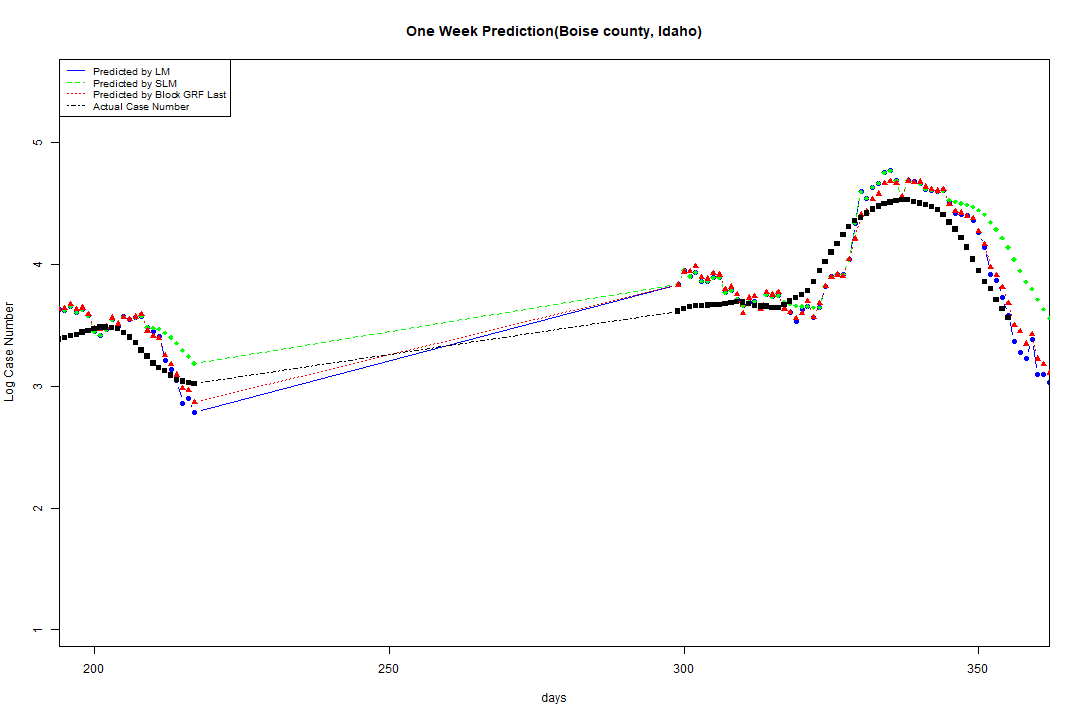 One Week Prediction(Boise county, Idaho)
Predicted by LM
Predicted by SLM
Predicted by Block GRF Last
Actual Case Number
5
4
3
2
1
Log Case Number
200
250
300
350
days